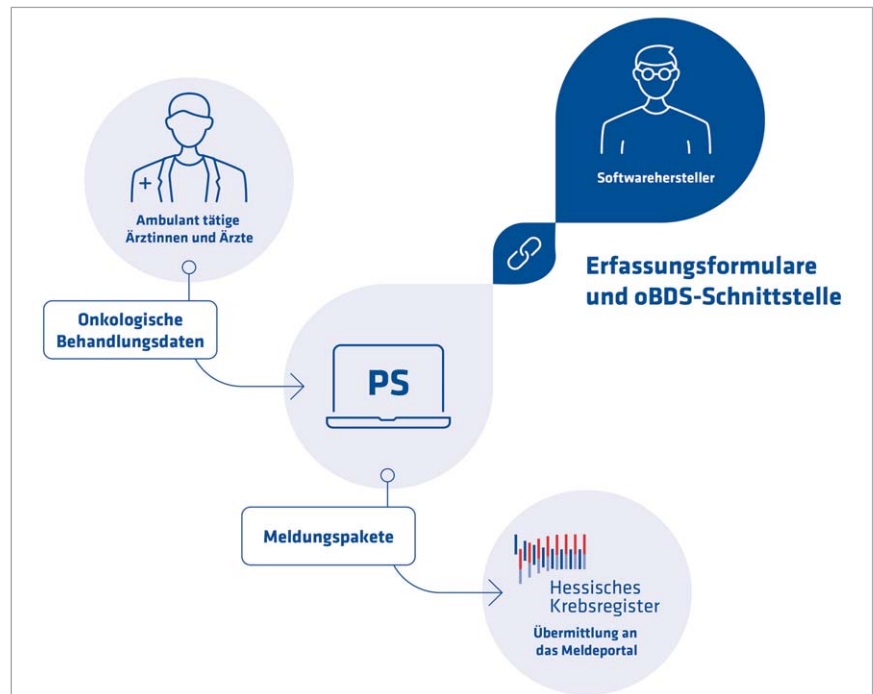 Ambulant tätige
Ärztinnen und Ärzte
Onkologische
Behandlungsdaten
PS
Softwarehersteller
Erfassungsformulare
und oBDS-Schnittstelle
Meldungspakete
Hessisches
Krebsregister
Übermittlung an
das Meldeportal